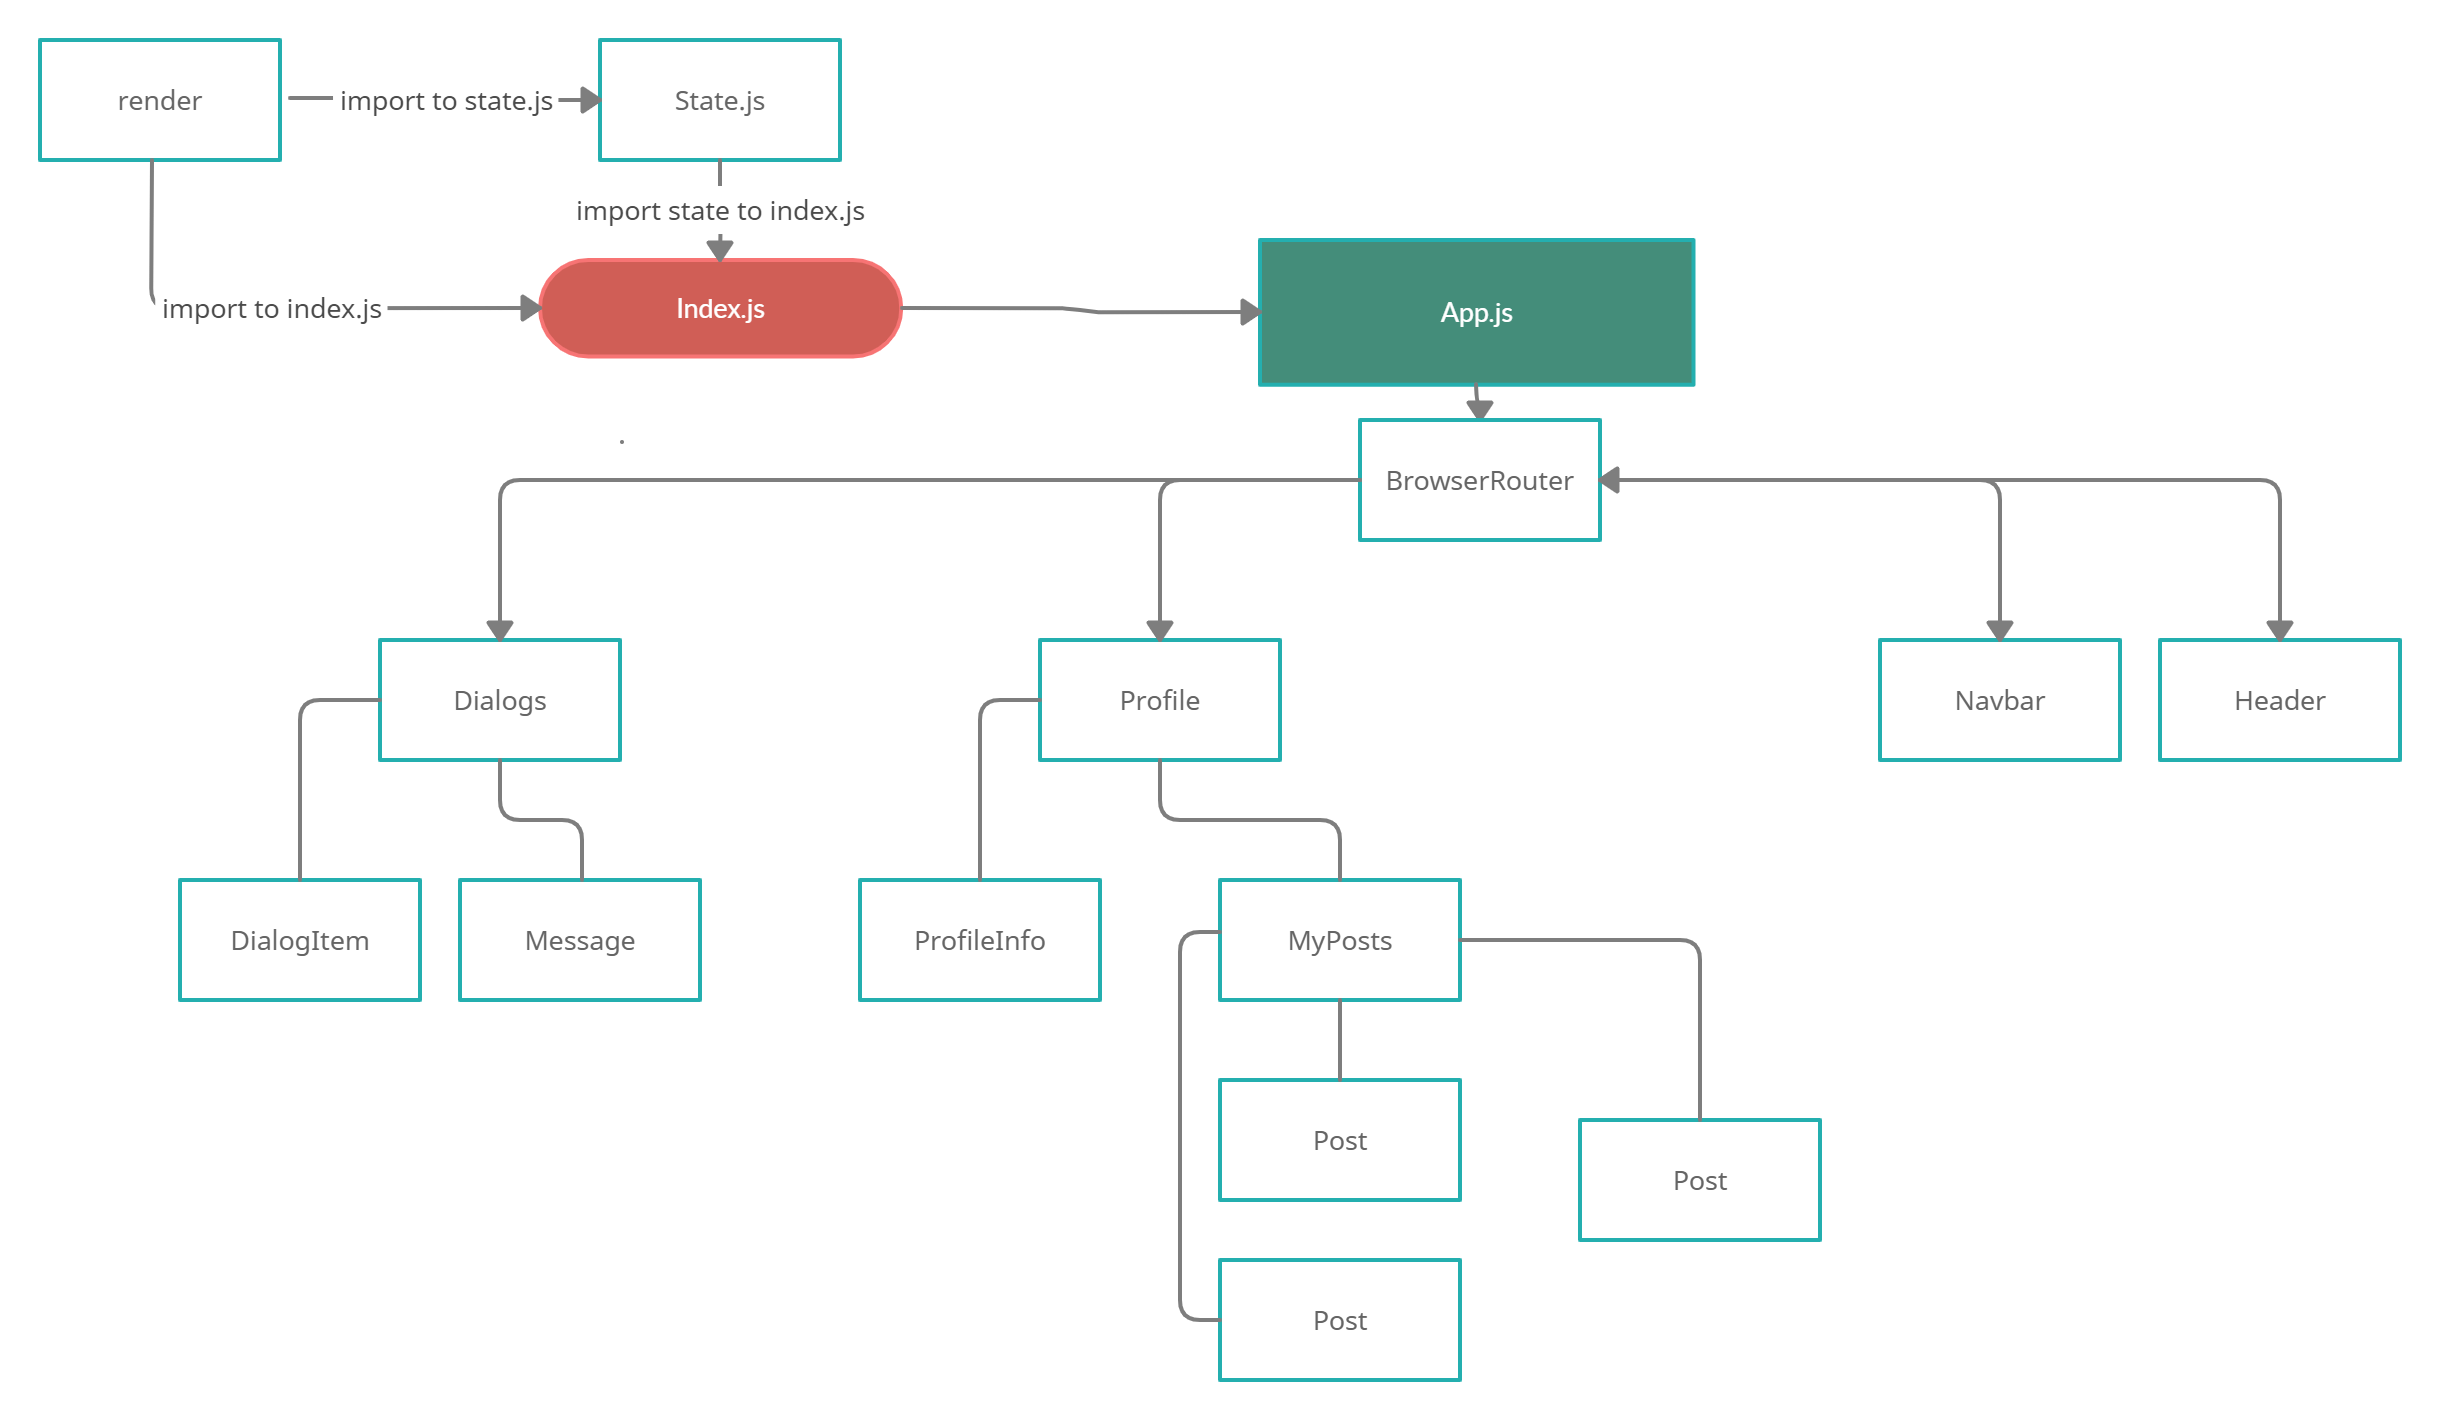 render
import to state.js
State.js
import state to index.js
import to index.js
Index.js
App.js
BrowserRouter
Dialogs
Profile
Navbar
Header
DialogItem
Message
ProfileInfo
MyPosts
Post
Post
Post